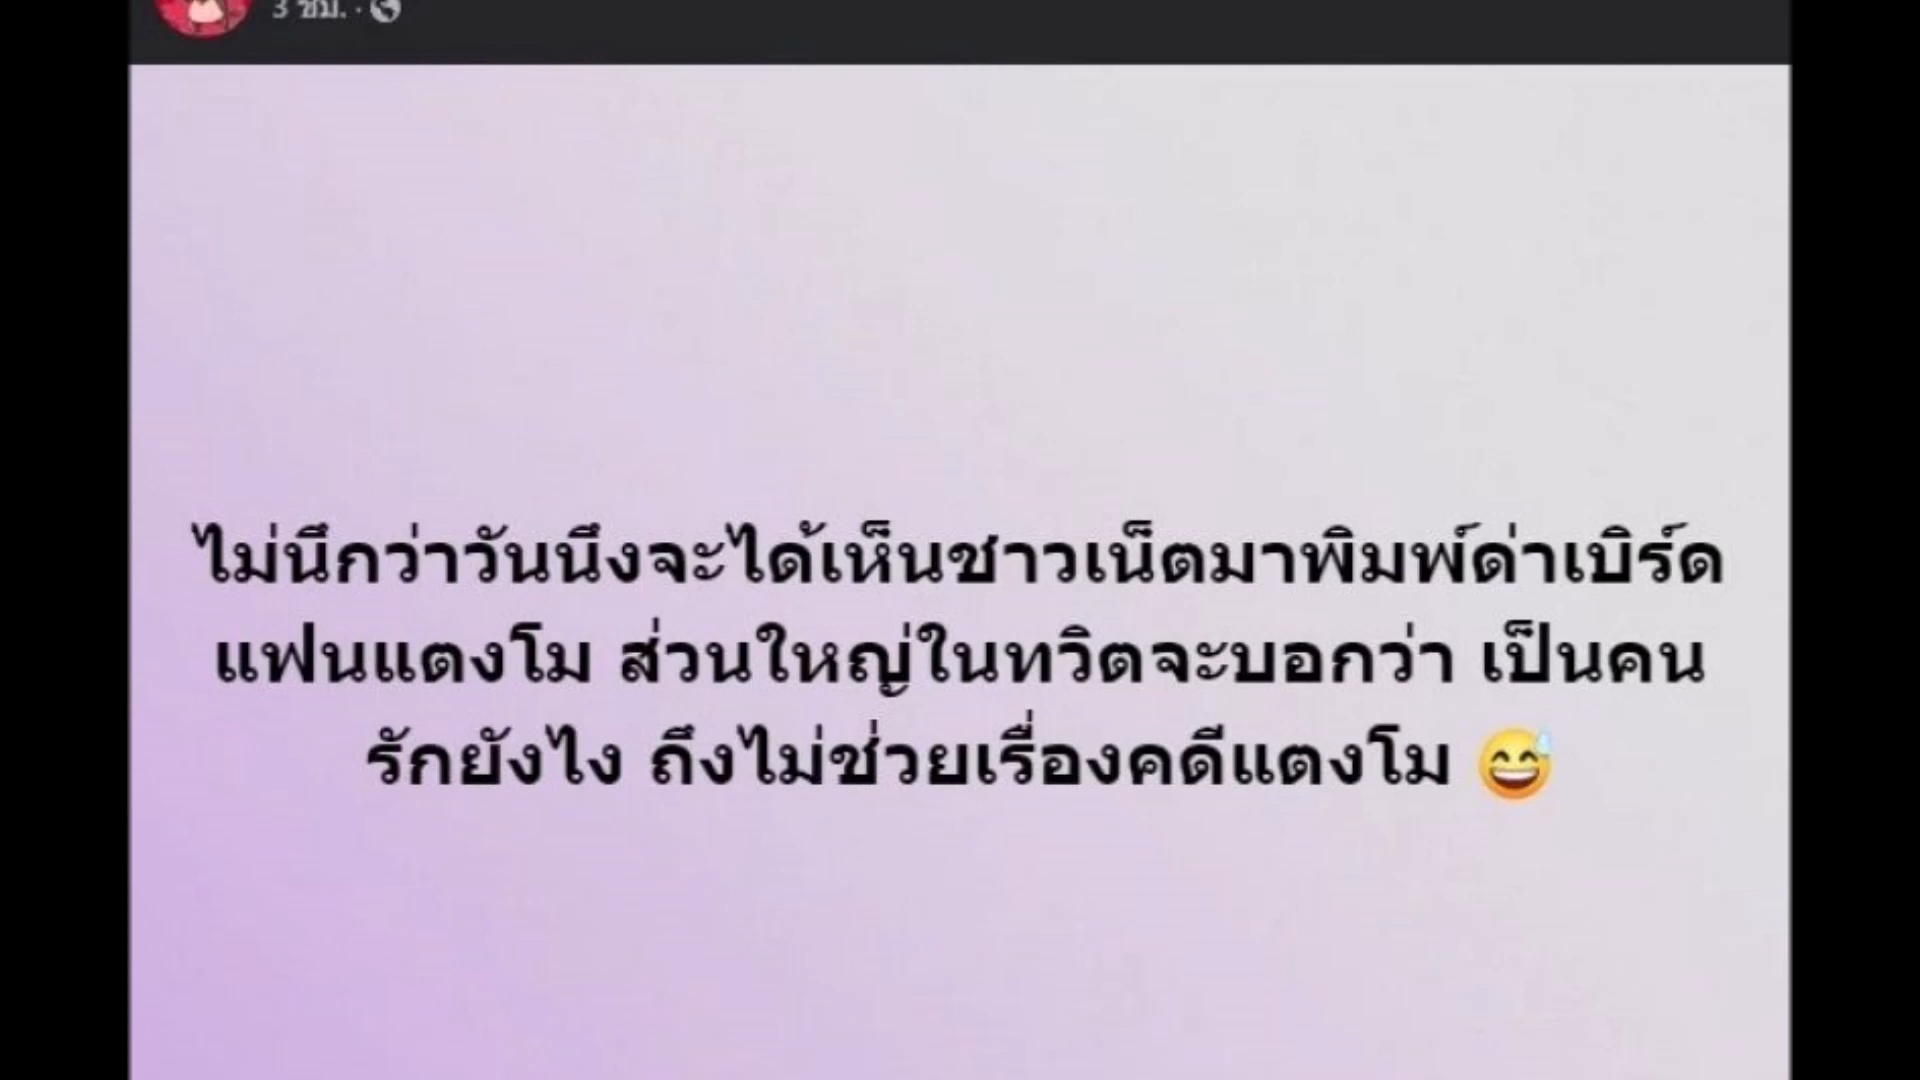 3 ชม. ·
ไม่นึกว่าวันนึงจะได้เห็นชาวเน็ตมาพิมพ์ด่าเบิร์ด
แฟนแตงโม ส่วนใหญ่ในทวิตจะบอกว่า เป็นคน
รักยังไง ถึงไม่ช่วยเรื่องคดีแตงโม 😅